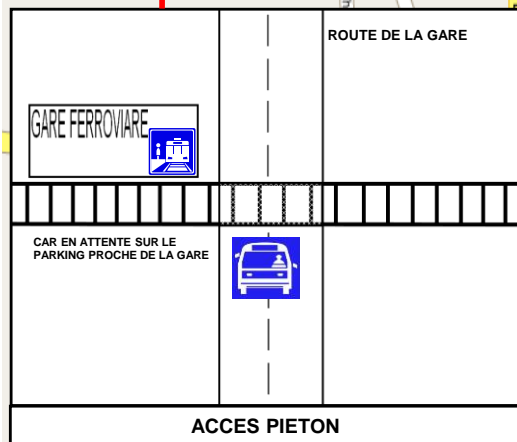 ROUTE DE LA GARE
GARE FERROVIARE
CAR EN ATTENTE SUR LE
PARKING PROCHE DE LA GARE
ACCES PIETON